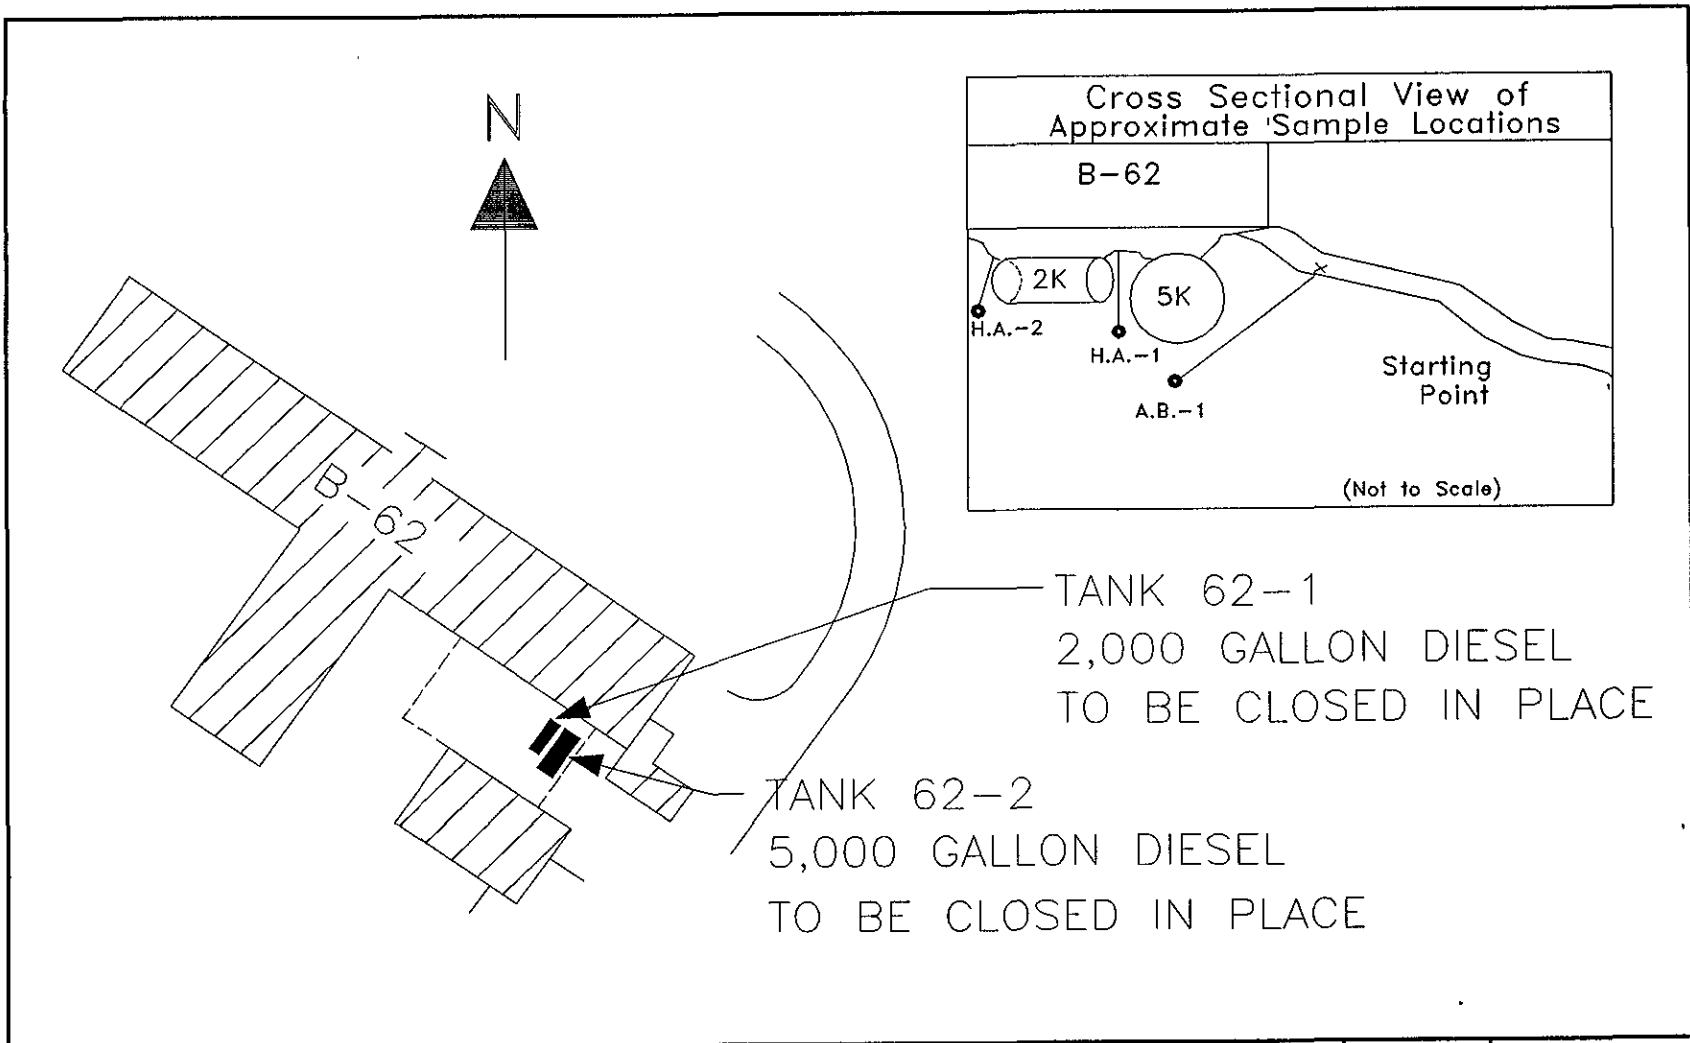 N
Cross Sectional View of
Approximate Sample Locations
B-62
2K
5K
H.A.-2
H.A.-1
A.B.-1
Starting
Point
(Not to Scale)
B-62
TANK 62-1
2,000 GALLON DIESEL
TO BE CLOSED IN PLACE
TANK 62-2
5,000 GALLON DIESEL
TO BE CLOSED IN PLACE